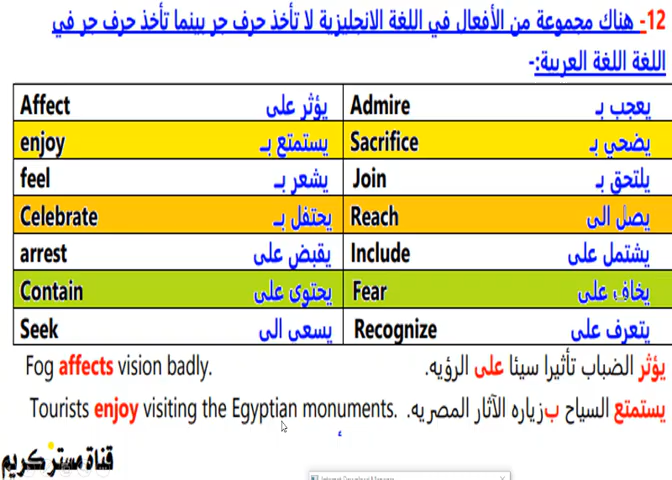 12- هناك مجموعة من الأفعال في اللغة الانجليزية لا تأخذ حرف جر بينما تأخذ حرف جر في
اللغة اللغة العربية:-
Affect يؤثر على Admire يعجب بـ
enjoy يستمتع بـ Sacrifice يضحي بـ
feel يشعر بـ Join يلتحق بـ
Celebrate يحتفل بـ Reach يصل الى
arrest يقبض على Include يشتمل على
Contain يحتوى على Fear يخاف على
Seek يسعى الى Recognize يتعرف على
Fog affects vision badly. يؤثر الضباب تأثيرا سيئا على الرؤيه.
Tourists enjoy visiting the Egyptian monuments. يستمتع السياح ب زياره الآثار المصريه.
قناة مستر كريم